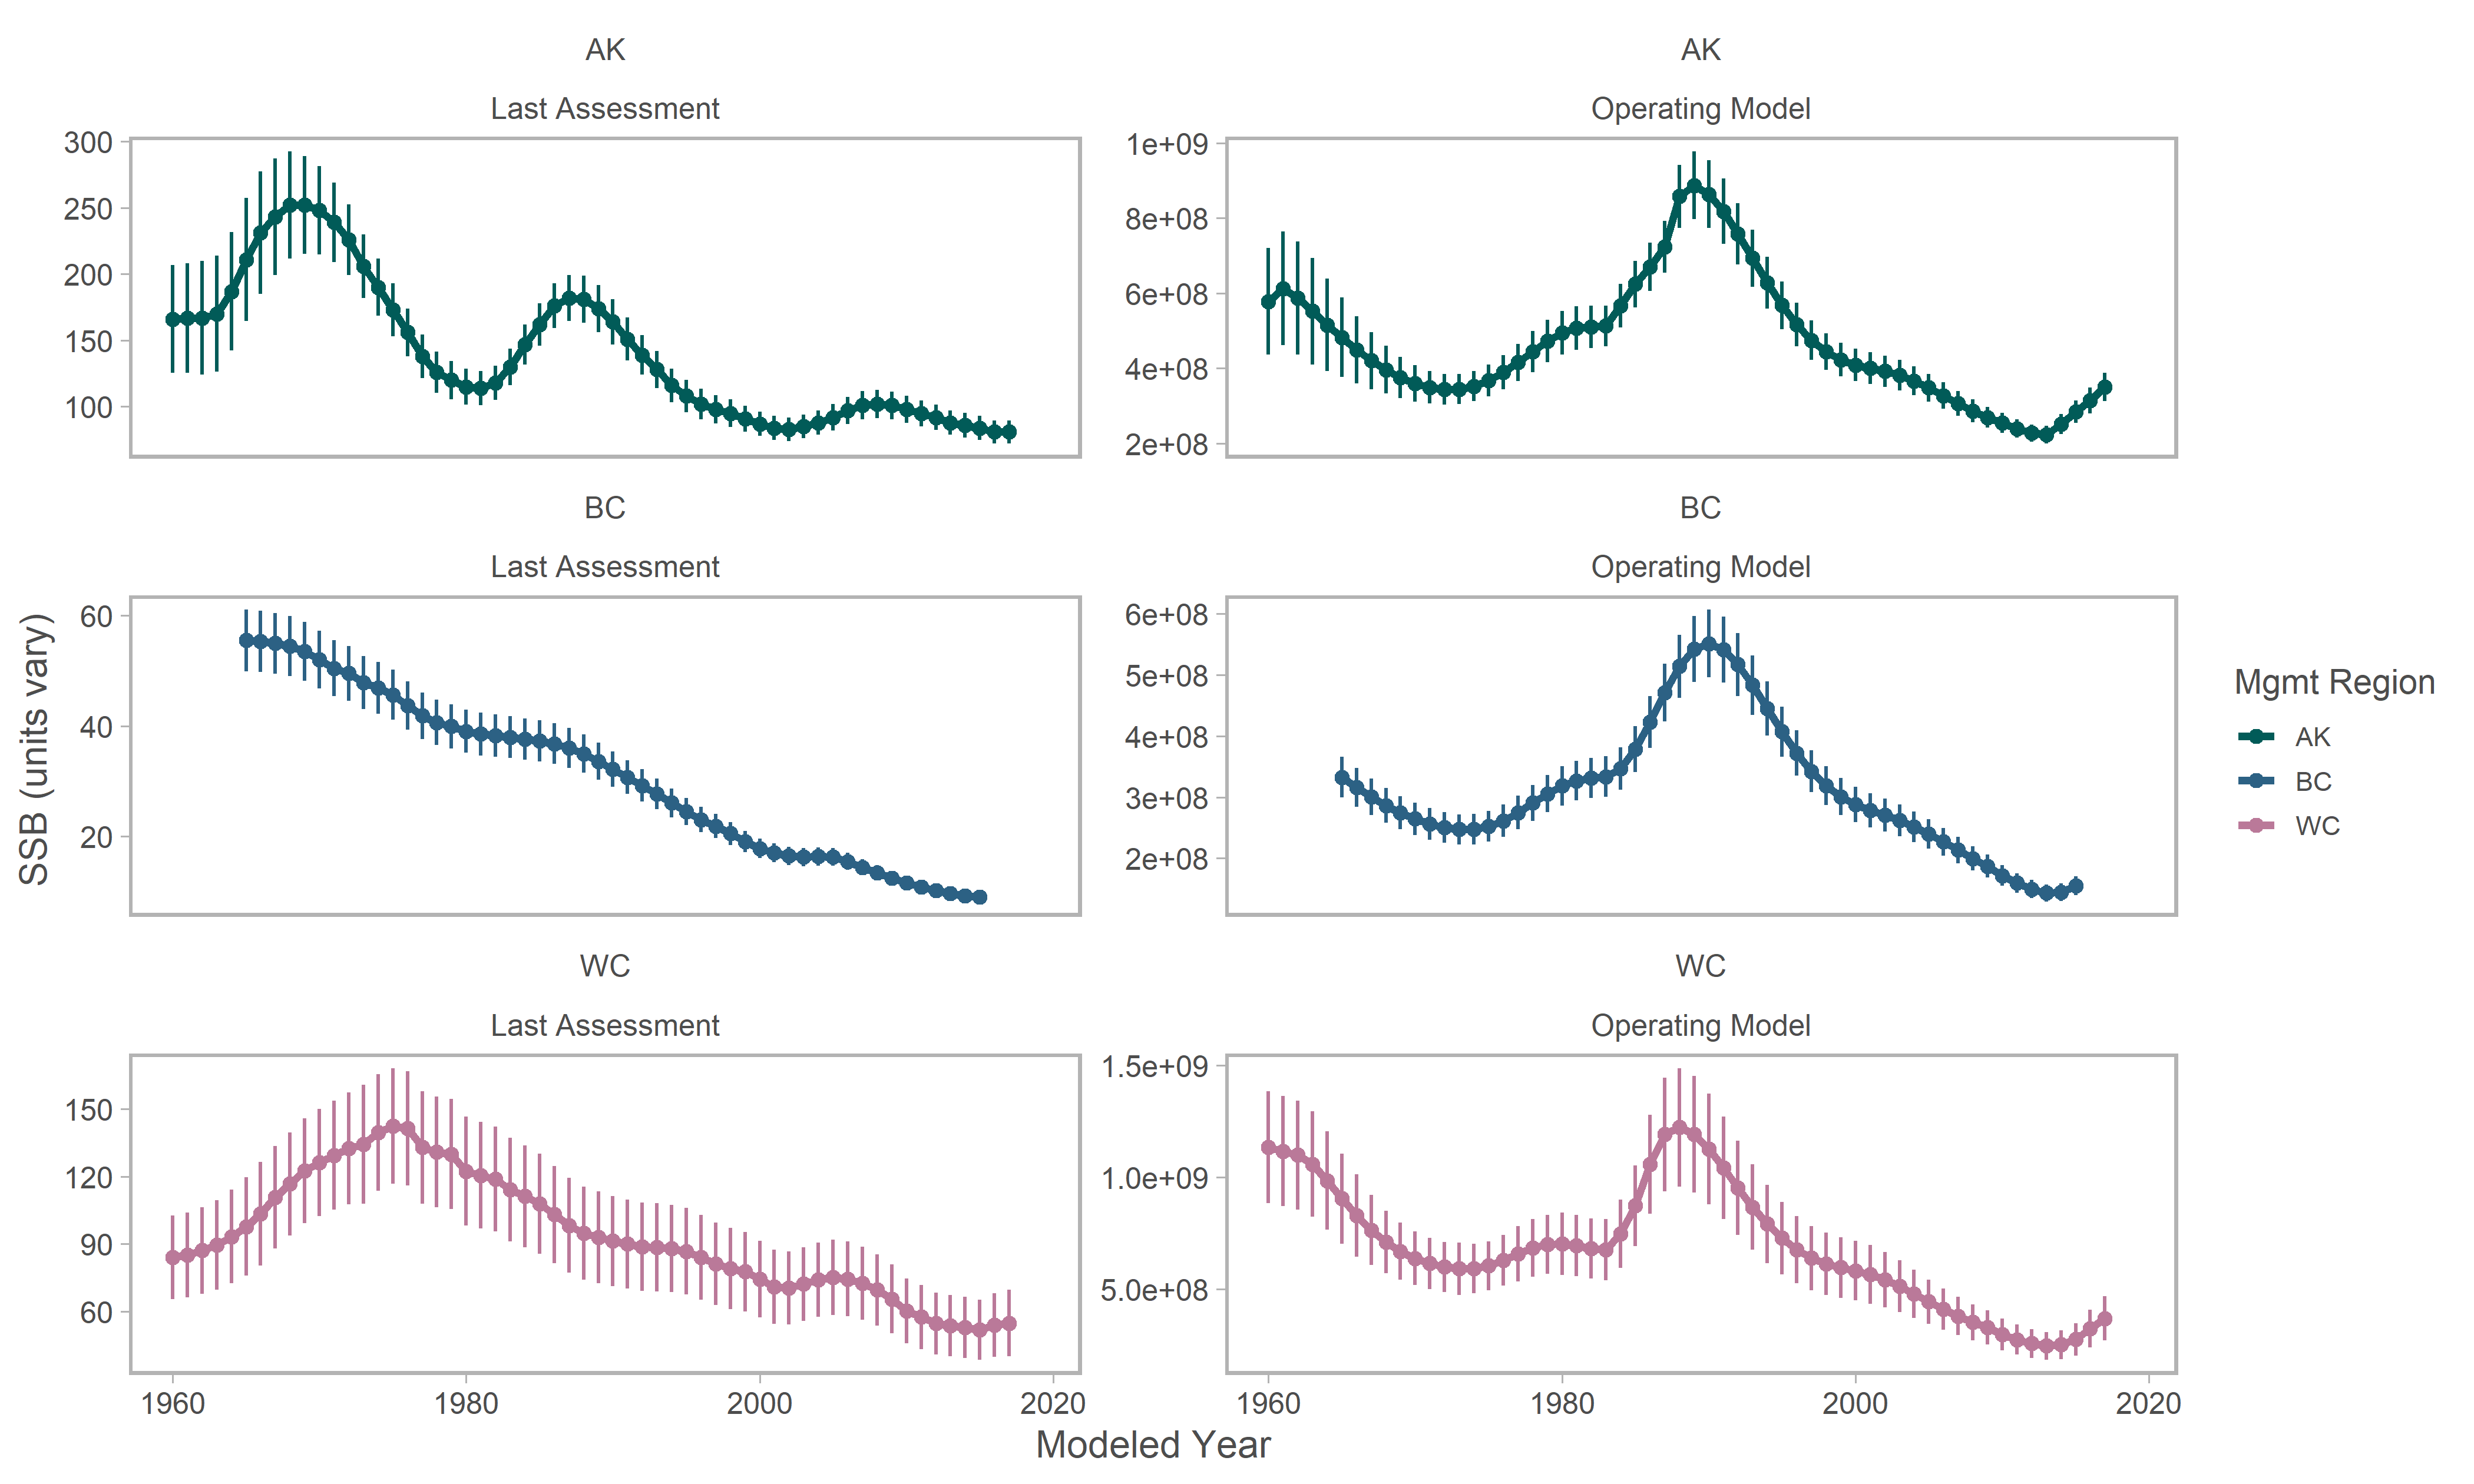 AK
Last Assessment
300
250
200
150
100
AK
Operating Model
1e+09
8e+08
6e+08
4e+08
2e+08
BC
Last Assessment
60
40
20
BC
Operating Model
6e+08
5e+08
4e+08
3e+08
2e+08
WC
Last Assessment
150
120
90
60
1960 1980 2000 2020
WC
Operating Model
1.5e+09
1.0e+09
5.0e+08
1960 1980 2000 2020
SSB (units vary)
Modeled Year
Mgmt Region
AK
BC
WC